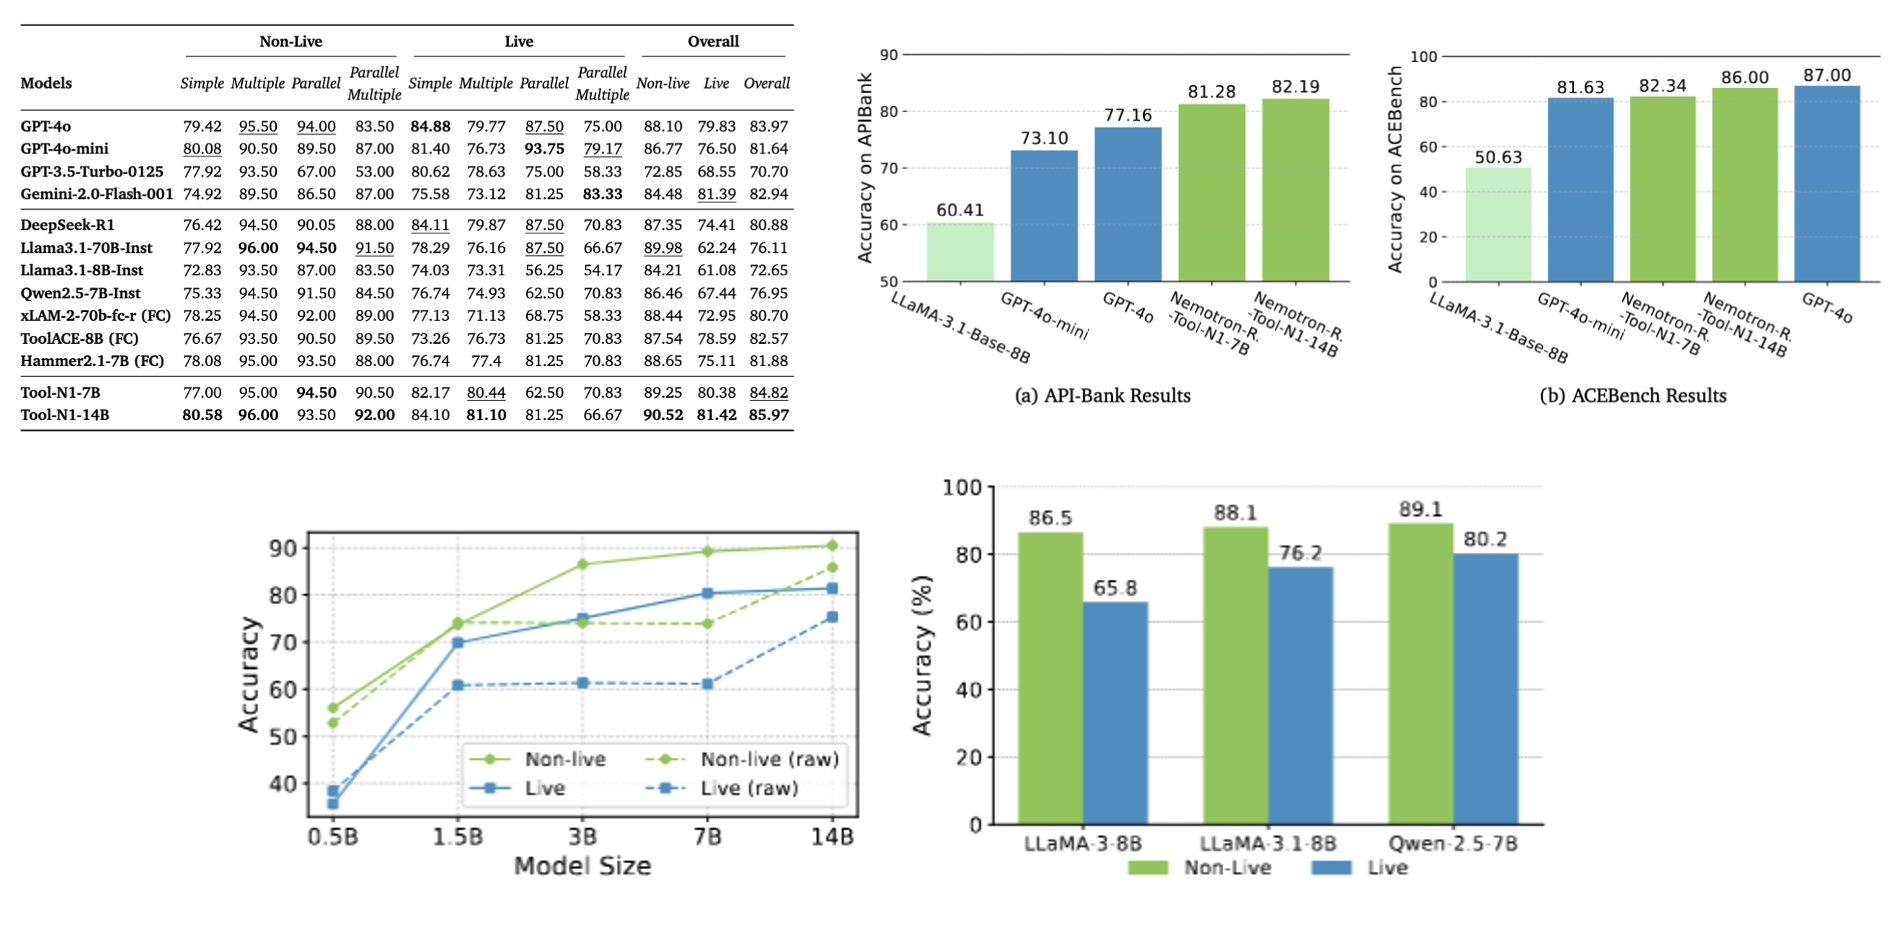 Non-Live Live Overall
Models Simple Multiple Parallel Parallel Multiple Simple Multiple Parallel Parallel Multiple Non-live Live Overall
GPT-4o 79.42 95.50 94.00 83.50 84.88 79.77 87.50 75.00 88.10 79.83 83.97
GPT-4o-mini 80.08 90.50 89.50 87.00 81.40 76.73 93.75 79.17 86.77 76.50 81.64
GPT-3.5-Turbo-0125 77.92 93.50 67.00 53.00 80.62 78.63 75.00 58.33 72.85 68.55 70.70
Gemini-2.0-Flash-001 74.92 89.50 86.50 87.00 75.58 73.12 81.25 83.33 84.48 81.39 82.94
DeepSeek-R1 76.42 94.50 90.05 88.00 84.11 79.87 87.50 70.83 87.35 74.41 80.88
Llama3.1-70B-Inst 77.92 96.00 94.50 91.50 78.29 76.16 87.50 66.67 89.98 62.24 76.11
Llama3.1-8B-Inst 72.83 93.50 87.00 83.50 74.03 73.31 56.25 54.17 84.21 61.08 72.65
Qwen2.5-7B-Inst 75.33 94.50 91.50 84.50 76.74 74.93 62.50 70.83 86.46 67.44 76.95
xLAM-2-70b-fc-r (FC) 78.25 94.50 92.00 89.00 77.13 71.13 68.75 58.33 88.44 72.95 80.70
ToolACE-8B (FC) 76.67 93.50 90.50 89.50 73.26 76.73 81.25 70.83 87.54 78.59 82.57
Hammer2.1-7B (FC) 78.08 95.00 93.50 88.00 76.74 77.4 81.25 70.83 88.65 75.11 81.88
Tool-N1-7B 77.00 95.00 94.50 90.50 82.17 80.44 62.50 70.83 89.25 80.38 84.82
Tool-N1-14B 80.58 96.00 93.50 92.00 84.10 81.10 81.25 66.67 90.52 81.42 85.97
Accuracy on APIBank
90
80
70
60
50
60.41
73.10
77.16
81.28
82.19
LLaMA-3.1-Base-8B
GPT-4o-mini
GPT-4o
Nemotron-R.
-Tool-N1-7B
Nemotron-R.
-Tool-N1-14B
(a) API-Bank Results
Accuracy on ACEBench
100
80
60
40
20
0
50.63
81.63
82.34
86.00
87.00
LLaMA-3.1-Base-8B
GPT-4o-mini
Nemotron-R.
-Tool-N1-7B
Nemotron-R.
-Tool-N1-14B
GPT-4o
(b) ACEBench Results
Accuracy
90
80
70
60
50
40
Non-live Non-live (raw)
Live Live (raw)
0.5B 1.5B 3B 7B 14B
Model Size
Accuracy (%)
100
80
60
40
20
0
86.5
65.8
88.1
76.2
89.1
80.2
LLaMA-3-8B LLaMA-3.1-8B Qwen-2.5-7B
Non-Live Live